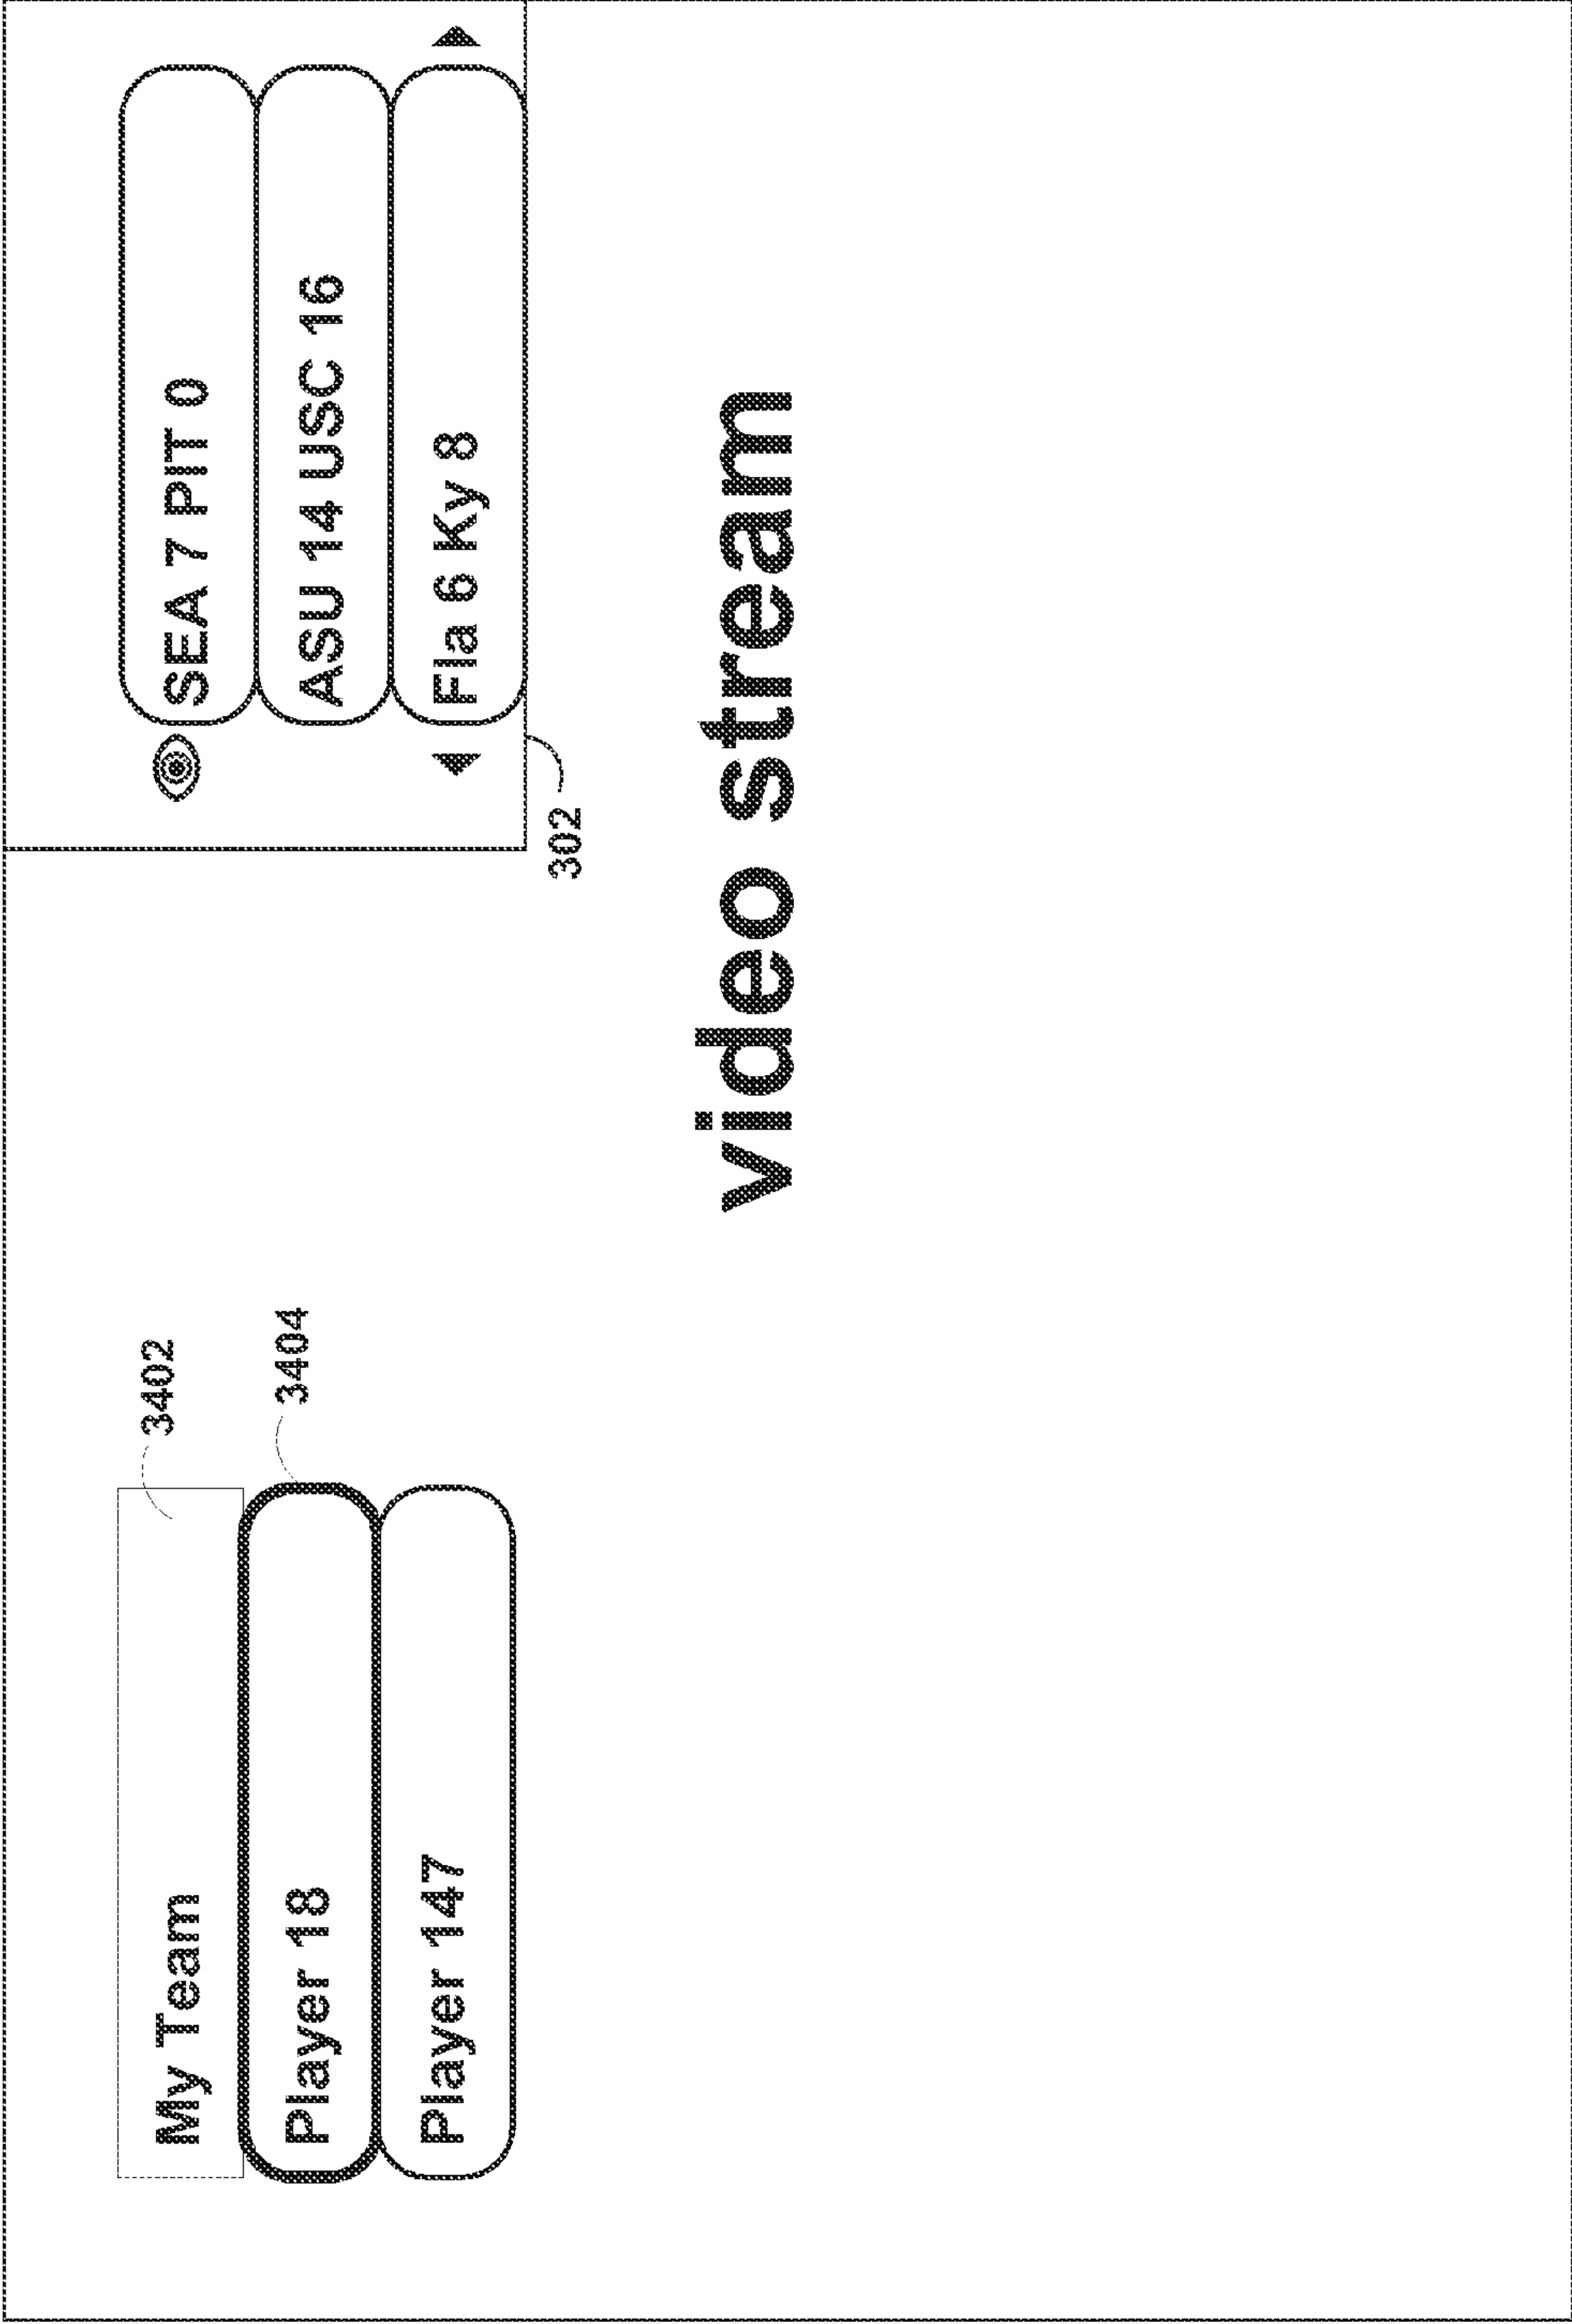 My Team
3402
Player 18
3404
Player 147
SEA 7 PIT 0
ASU 14 USC 16
Fla 6 Ky 8
302
video stream